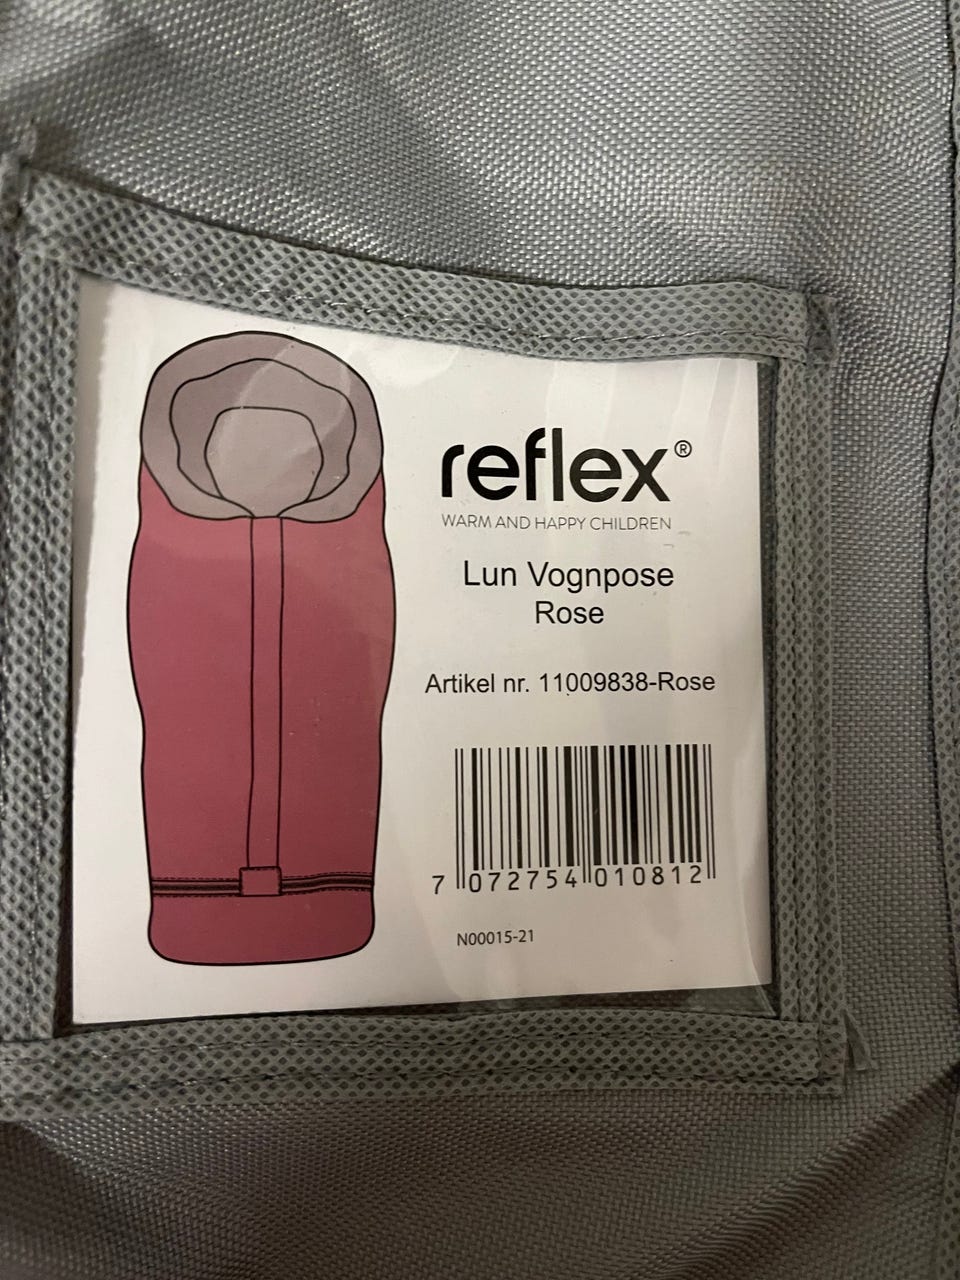 reflex®
WARM AND HAPPY CHILDREN
Lun Vognpose
Rose
Artikel nr. 11009838-Rose
7 072754 010812
N00015-21